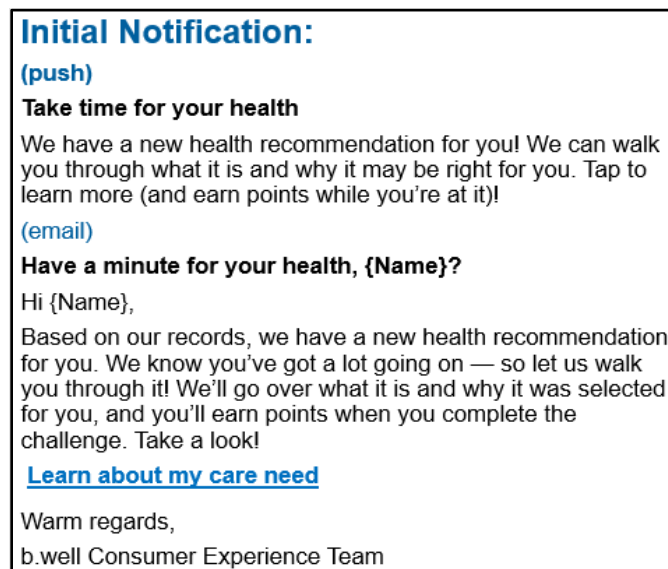 Initial Notification:
(push)
Take time for your health
We have a new health recommendation for you! We can walk
you through what it is and why it may be right for you. Tap to
learn more (and earn points while you’re at it)!
(email)
Have a minute for your health, {Name}?
Hi {Name},
Based on our records, we have a new health recommendation
for you. We know you’ve got a lot going on — so let us walk
you through it! We’ll go over what it is and why it was selected
for you, and you’ll earn points when you complete the
challenge. Take a look!
Learn about my care need
Warm regards,
b.well Consumer Experience Team